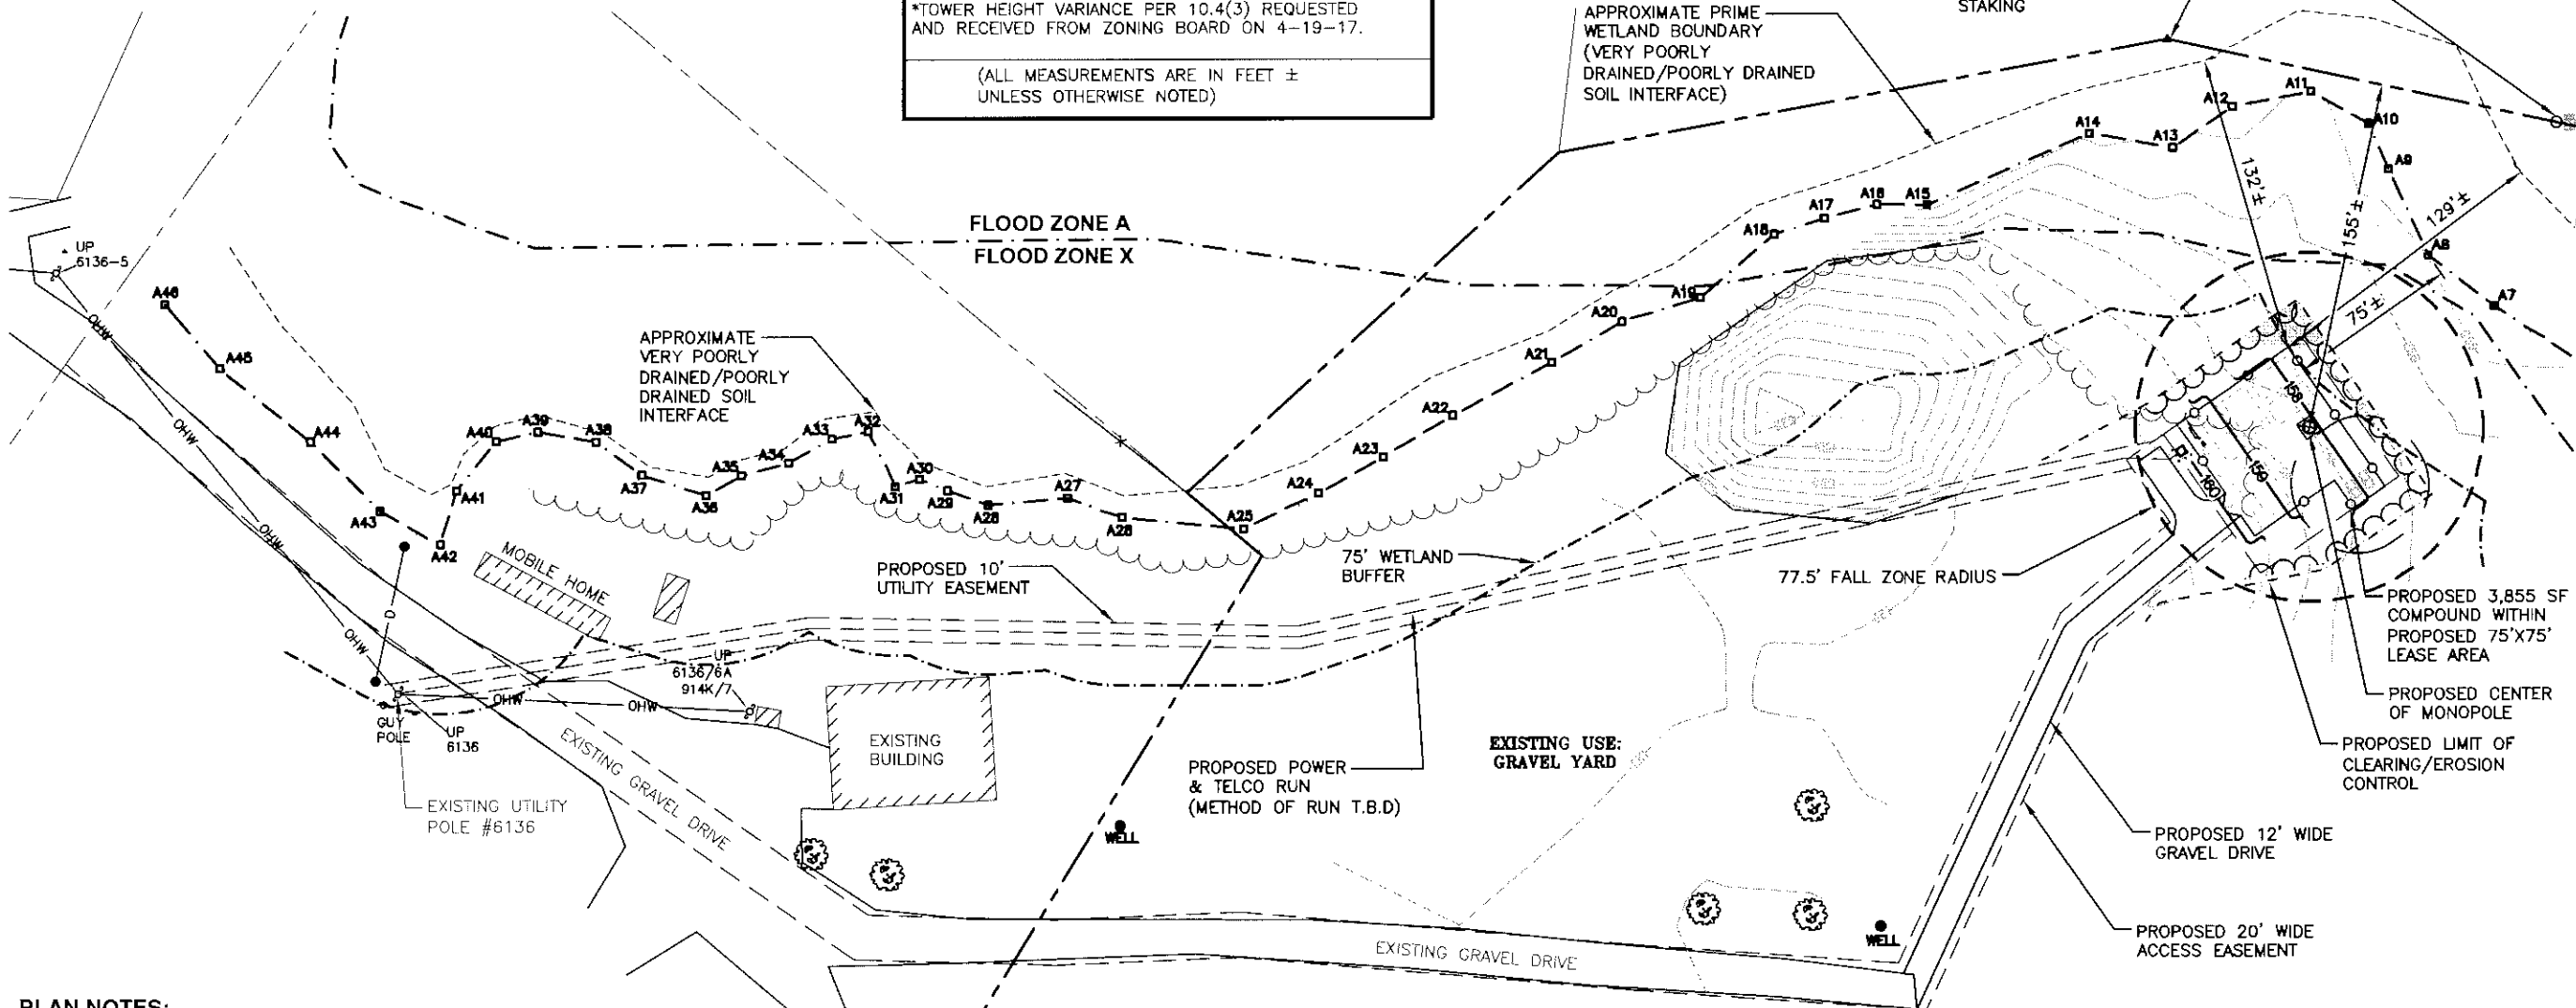 *TOWER HEIGHT VARIANCE PER 10.4(3) REQUESTED
AND RECEIVED FROM ZONING BOARD ON 4-19-17.
(ALL MEASUREMENTS ARE IN FEET ±
UNLESS OTHERWISE NOTED)
APPROXIMATE PRIME
WETLAND BOUNDARY
(VERY POORLY
DRAINED/POORLY DRAINED
SOIL INTERFACE)
STAKING
FLOOD ZONE A
FLOOD ZONE X
A14
A13
A12
A11
A10
A9
A8
A7
A15
A16
A17
A18
A19
A20
A21
A22
A23
A24
A25
A26
A27
A28
A29
A30
A31
A32
A33
A34
A35
A36
A37
A38
A39
A40
A41
A42
A43
A44
A45
A46
132'±
155'±
129'±
75'±
158
159
160
UP
6136-5
OHW
OHW
OHW
OHW
OHW
OHW
APPROXIMATE
VERY POORLY
DRAINED/POORLY
DRAINED SOIL
INTERFACE
MOBILE HOME
PROPOSED 10'
UTILITY EASEMENT
75' WETLAND
BUFFER
77.5' FALL ZONE RADIUS
PROPOSED 3,855 SF
COMPOUND WITHIN
PROPOSED 75'X75'
LEASE AREA
PROPOSED CENTER
OF MONOPOLE
PROPOSED LIMIT OF
CLEARING/EROSION
CONTROL
UP
6136/6A
914K/7
GUY
POLE
UP
6136
EXISTING UTILITY
POLE #6136
EXISTING GRAVEL DRIVE
EXISTING
BUILDING
WELL
PROPOSED POWER
& TELCO RUN
(METHOD OF RUN T.B.D)
EXISTING USE:
GRAVEL YARD
PROPOSED 12' WIDE
GRAVEL DRIVE
WELL
PROPOSED 20' WIDE
ACCESS EASEMENT
EXISTING GRAVEL DRIVE
PLAN NOTES: